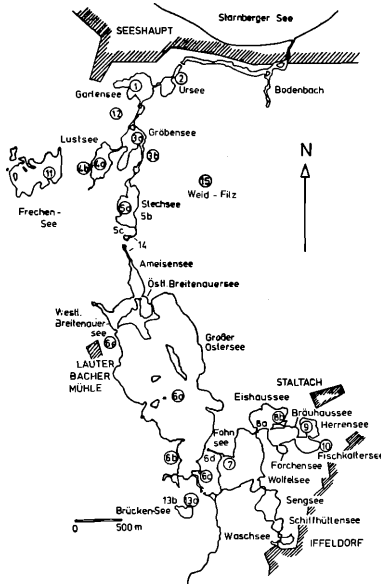 Starnberger See
SEESHAUPT
Gartensee
1
2
Ursee
Bodenbach
12
Gröbensee
3a
3b
Lustsee
4b
4a
11
Frechen-
See
N
15
Weid - Filz
5a
Stechsee
5b
5c
14
Ameisensee
Östl. Breitenauersee
Westl.
Breitenauer-
see
6e
LAUTER
BACHER
MÜHLE
Großer
Ostersee
6a
STALTACH
Eishaussee
Bräuhaussee
8a
8b
9
Herrensee
10
Fischkaltersee
Forchensee
Fohn
see
6d
7
6b
6c
Wolfelsee
Sengsee
13b
13a
Brücken-See
Schiffhüttensee
0
500 m
Waschsee
IFFELDORF